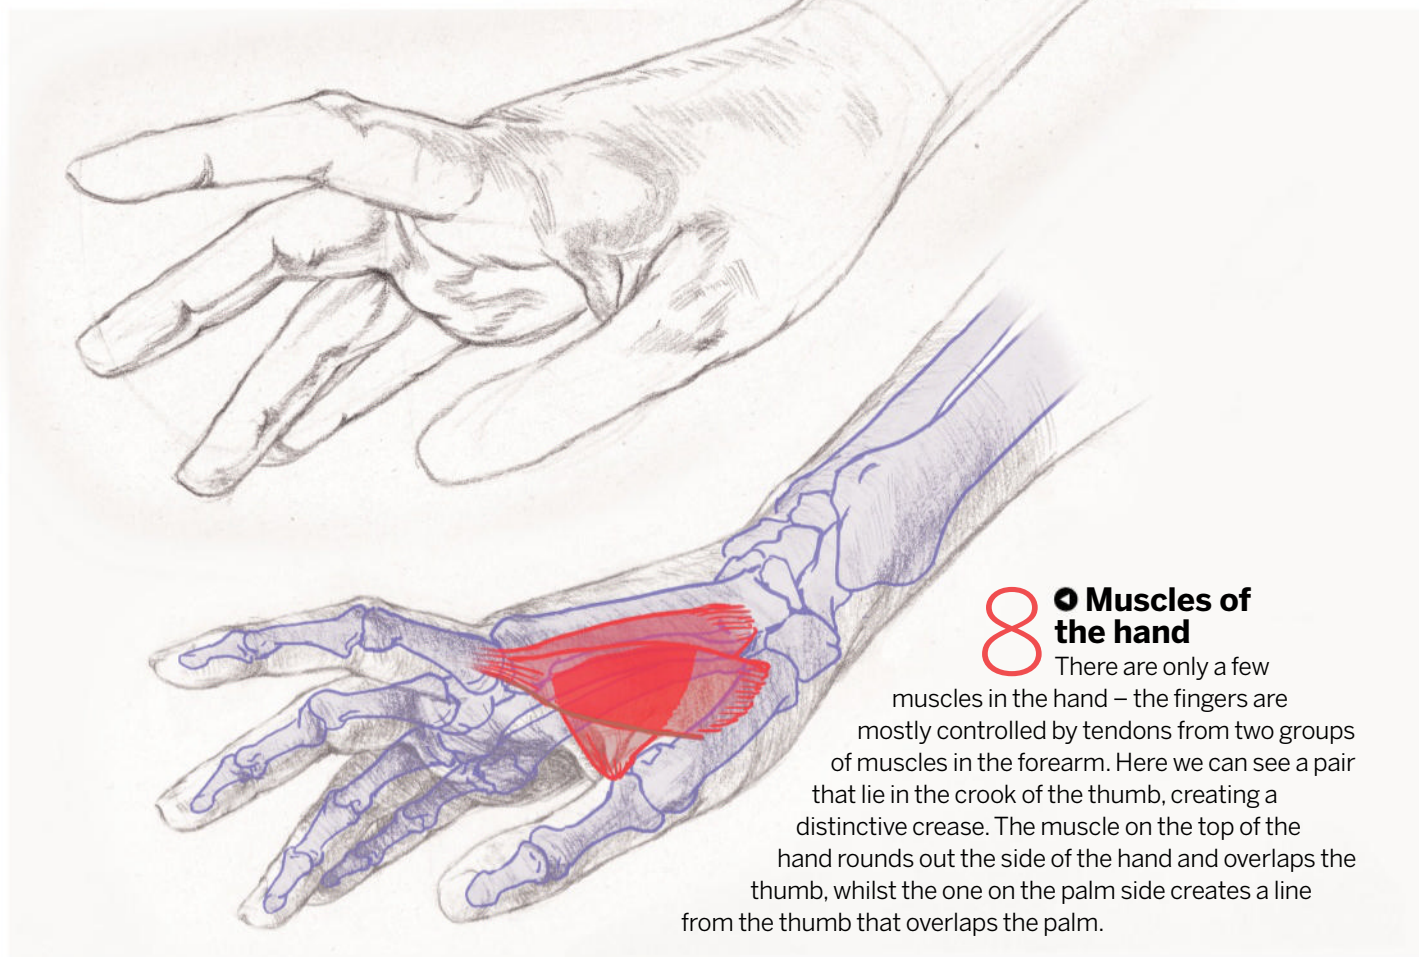 8
Muscles of
the hand
There are only a few
muscles in the hand – the fingers are
mostly controlled by tendons from two groups
of muscles in the forearm. Here we can see a pair
that lie in the crook of the thumb, creating a
distinctive crease. The muscle on the top of the
hand rounds out the side of the hand and overlaps the
thumb, whilst the one on the palm side creates a line
from the thumb that overlaps the palm.